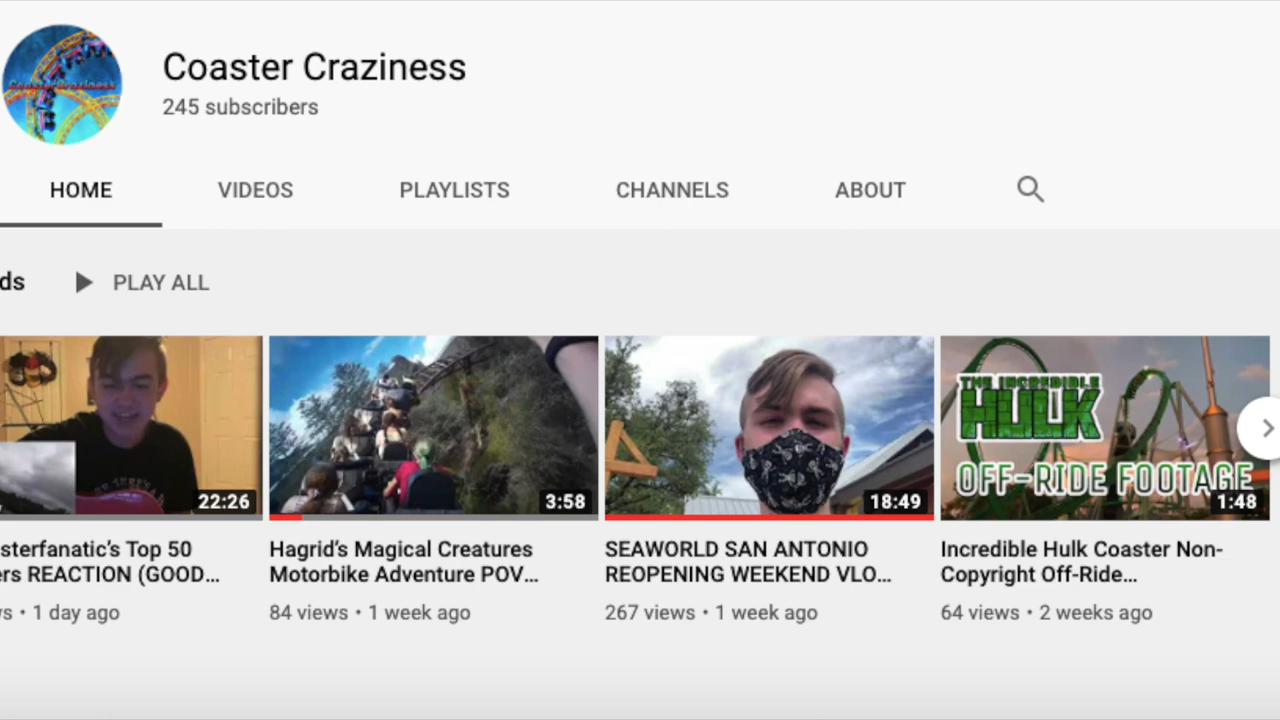 CoasterCraziness
Coaster Craziness
245 subscribers
HOME VIDEOS PLAYLISTS CHANNELS ABOUT
ds PLAY ALL
THE INCREDIBLE
HULK
OFF-RIDE FOOTAGE
22:26 3:58 18:49 1:48
sterfanatic's Top 50 Hagrid's Magical Creatures SEAWORLD SAN ANTONIO Incredible Hulk Coaster Non-
ers REACTION (GOOD... Motorbike Adventure POV... REOPENING WEEKEND VLO... Copyright Off-Ride...
ws • 1 day ago 84 views • 1 week ago 267 views • 1 week ago 64 views • 2 weeks ago